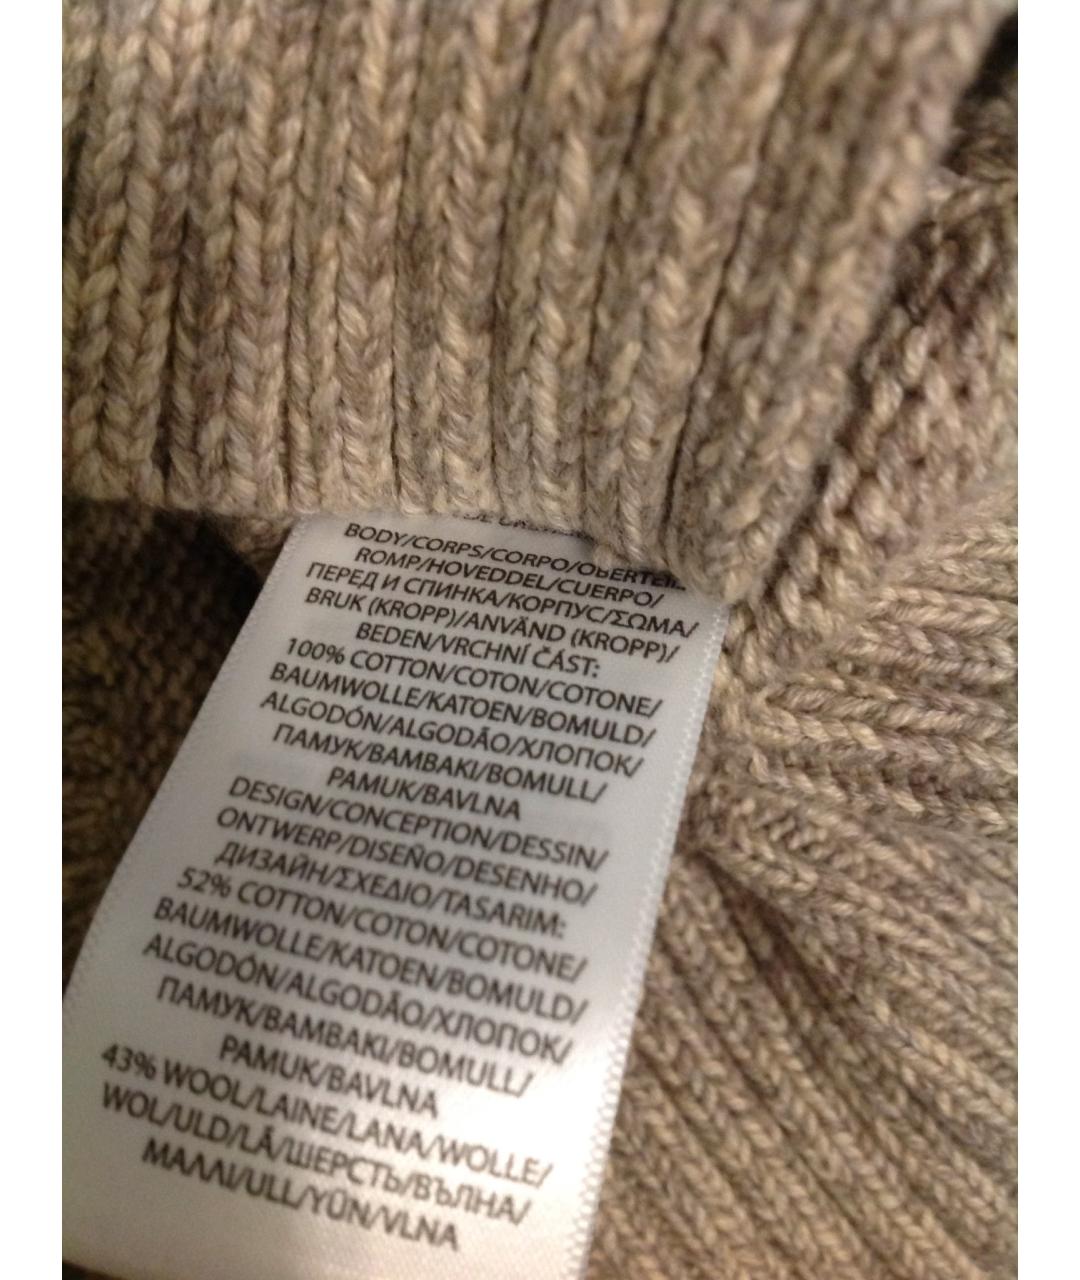 BODY/CORPS/CORPO/OBERTEIL
ROMP/HOVEDDEL/CUERPO/
ПЕРЕД И СПИНКА/КОРПУС/ΣΩΜΑ/
BRUK (KROPP)/ANVÄND (KROPP)/
BEDEN/VRCHNÍ ČÁST:
100% COTTON/COTON/COTONE/
BAUMWOLLE/KATOEN/BOMULD/
ALGODÓN/ALGODÃO/ХЛОПОК/
ПАМУК/BAMBAKI/BOMULL/
PAMUK/BAVLNA
DESIGN/CONCEPTION/DESSIN/
ONTWERP/DISEÑO/DESENHO/
ДИЗАЙН/ΣΧΕΔΙΟ/TASARIM:
52% COTTON/COTON/COTONE/
BAUMWOLLE/KATOEN/BOMULD/
ALGODÓN/ALGODÃO/ХЛОПОК/
ПАМУК/BAMBAKI/BOMULL/
PAMUK/BAVLNA
43% WOOL/LAINE/LANA/WOLLE/
WOL/ULD/LÃ/ШЕРСТЬ/ВЪЛНА/
ΜΑΛΛΙ/ULL/YÜN/VLNA